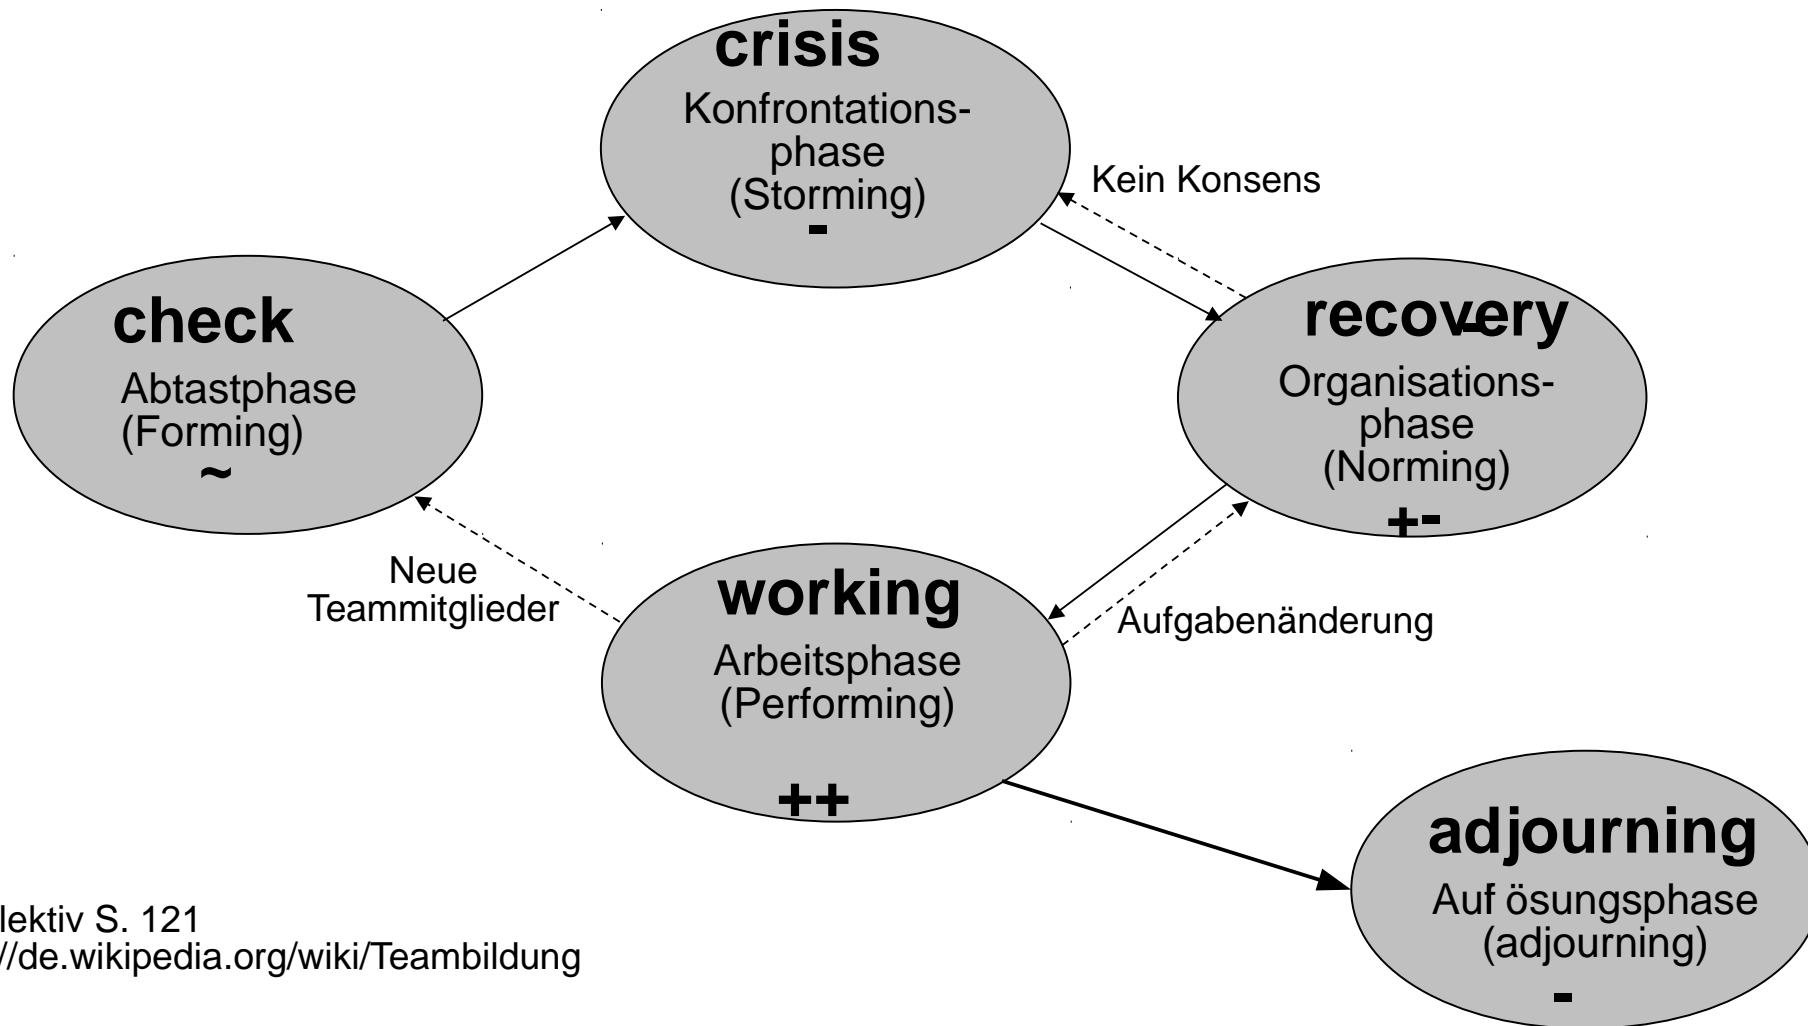 crisis
Konfrontations-
phase
(Storming)
-
Kein Konsens
check
Abtastphase
(Forming)
~
recovery
-
Organisations-
phase
(Norming)
+-
Neue
Teammitglieder
working
Arbeitsphase
(Performing)
++
Aufgabenänderung
adjourning
Auf ösungsphase
(adjourning)
-
lektiv S. 121
//de.wikipedia.org/wiki/Teambildung